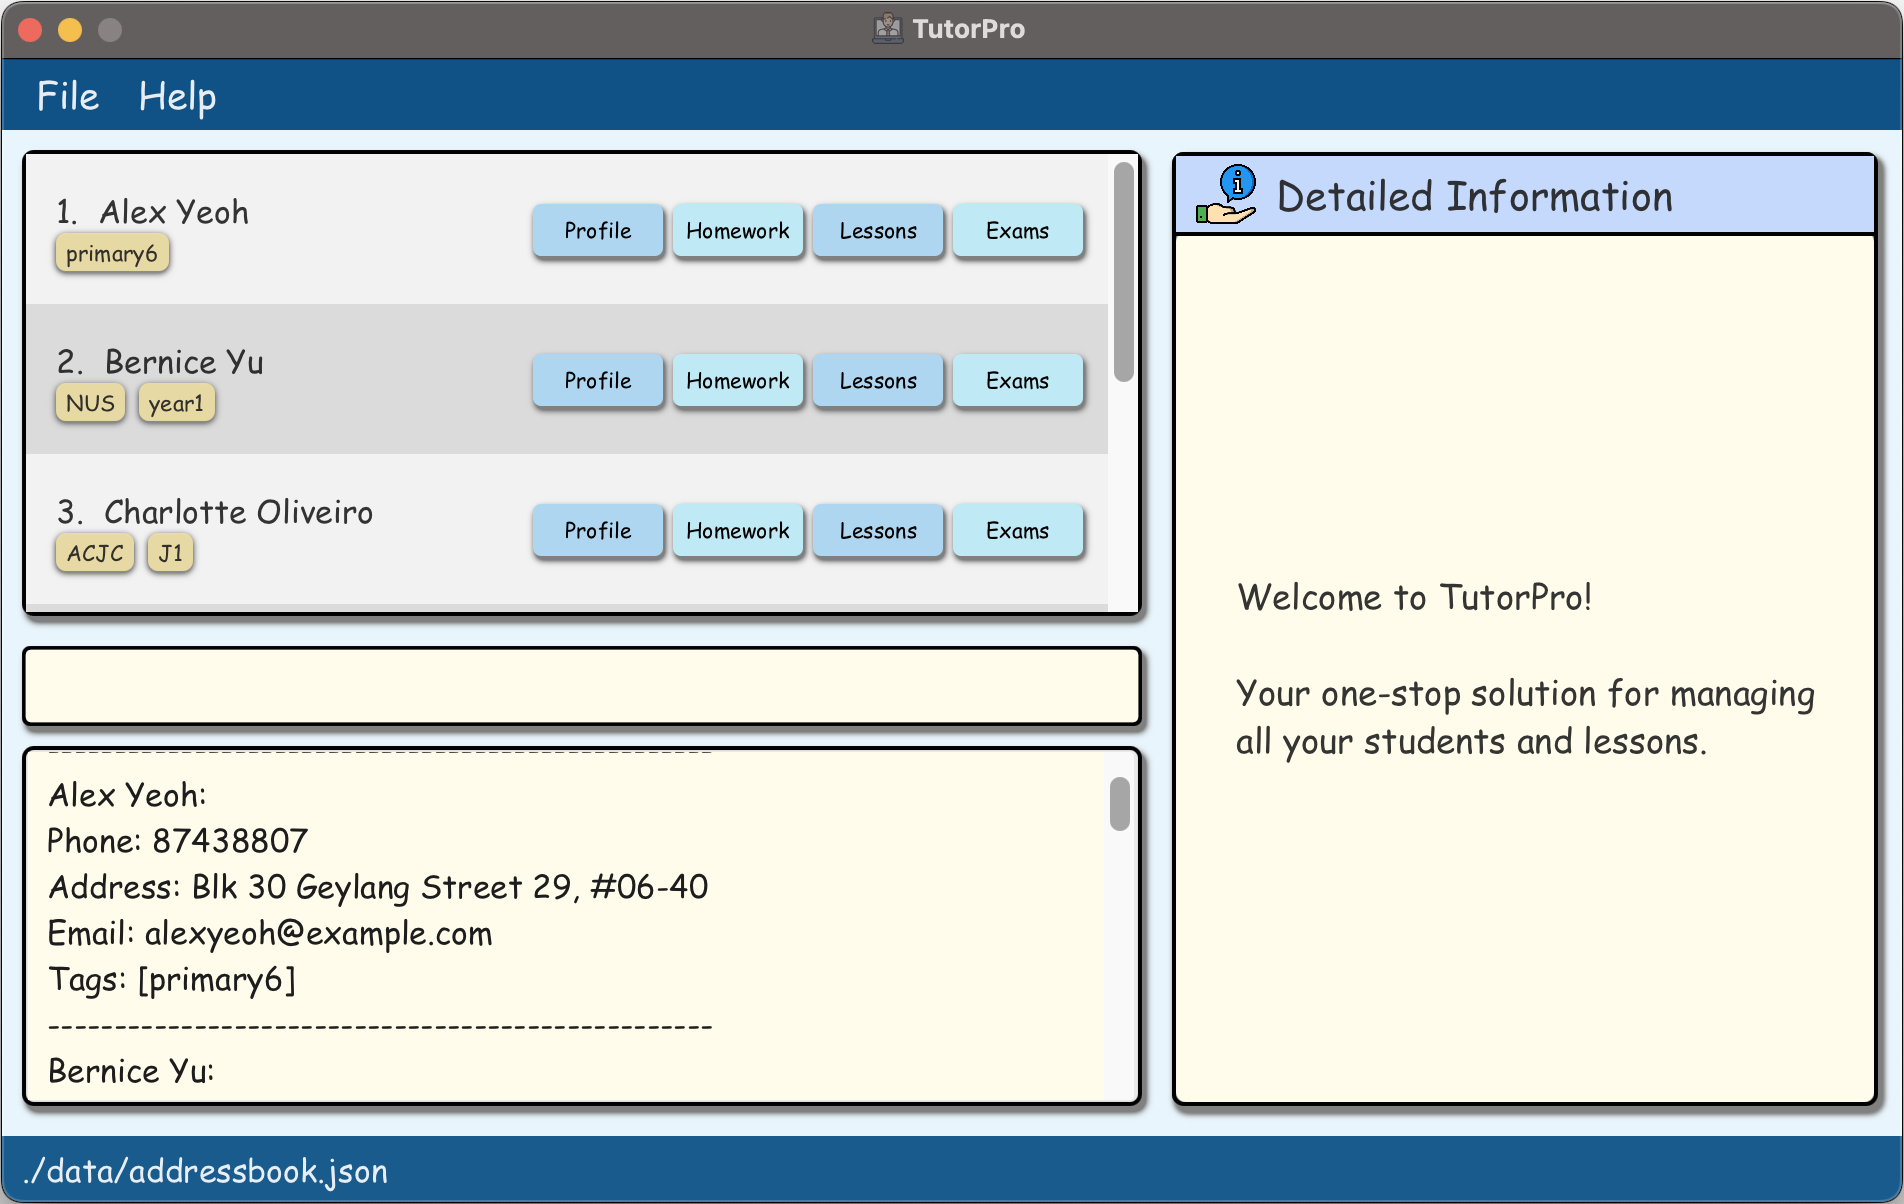 TutorPro
File Help
1. Alex Yeoh
primary6
Profile Homework Lessons Exams
2. Bernice Yu
NUS year1
Profile Homework Lessons Exams
3. Charlotte Oliveiro
ACJC J1
Profile Homework Lessons Exams
--------------------------------------------------
Alex Yeoh:
Phone: 87438807
Address: Blk 30 Geylang Street 29, #06-40
Email: alexyeoh@example.com
Tags: [primary6]
--------------------------------------------------
Bernice Yu:
Detailed Information
Welcome to TutorPro!
Your one-stop solution for managing
all your students and lessons.
./data/addressbook.json